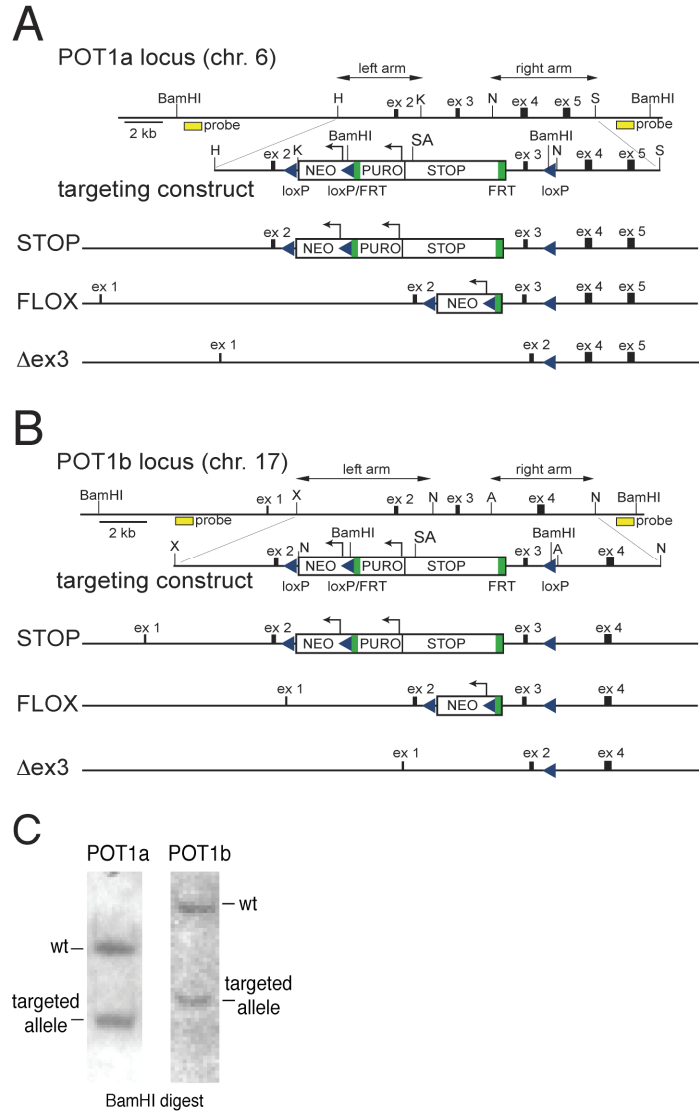 A
POT1a locus (chr. 6)
left arm right arm
BamHI H ex 2 K ex 3 N ex 4 ex 5 S BamHI
2 kb probe probe
H ex 2 K BamHI SA BamHI N ex 3 ex 4 ex 5 S
NEO PURO STOP
targeting construct loxP loxP/FRT FRT loxP
STOP ex 2 NEO PURO STOP ex 3 ex 4 ex 5
FLOX ex 1 ex 2 NEO ex 3 ex 4 ex 5
Δex3 ex 1 ex 2 ex 4 ex 5
B
POT1b locus (chr. 17)
left arm right arm
BamHI ex 1 X ex 2 N ex 3 A ex 4 N BamHI
2 kb probe probe
X ex 2 N BamHI SA BamHI A ex 3 ex 4 N
NEO PURO STOP
targeting construct loxP loxP/FRT FRT loxP
STOP ex 1 ex 2 NEO PURO STOP ex 3 ex 4
FLOX ex 1 ex 2 NEO ex 3 ex 4
Δex3 ex 1 ex 2 ex 4
C
POT1a POT1b
wt
wt
targeted allele
targeted allele
BamHI digest